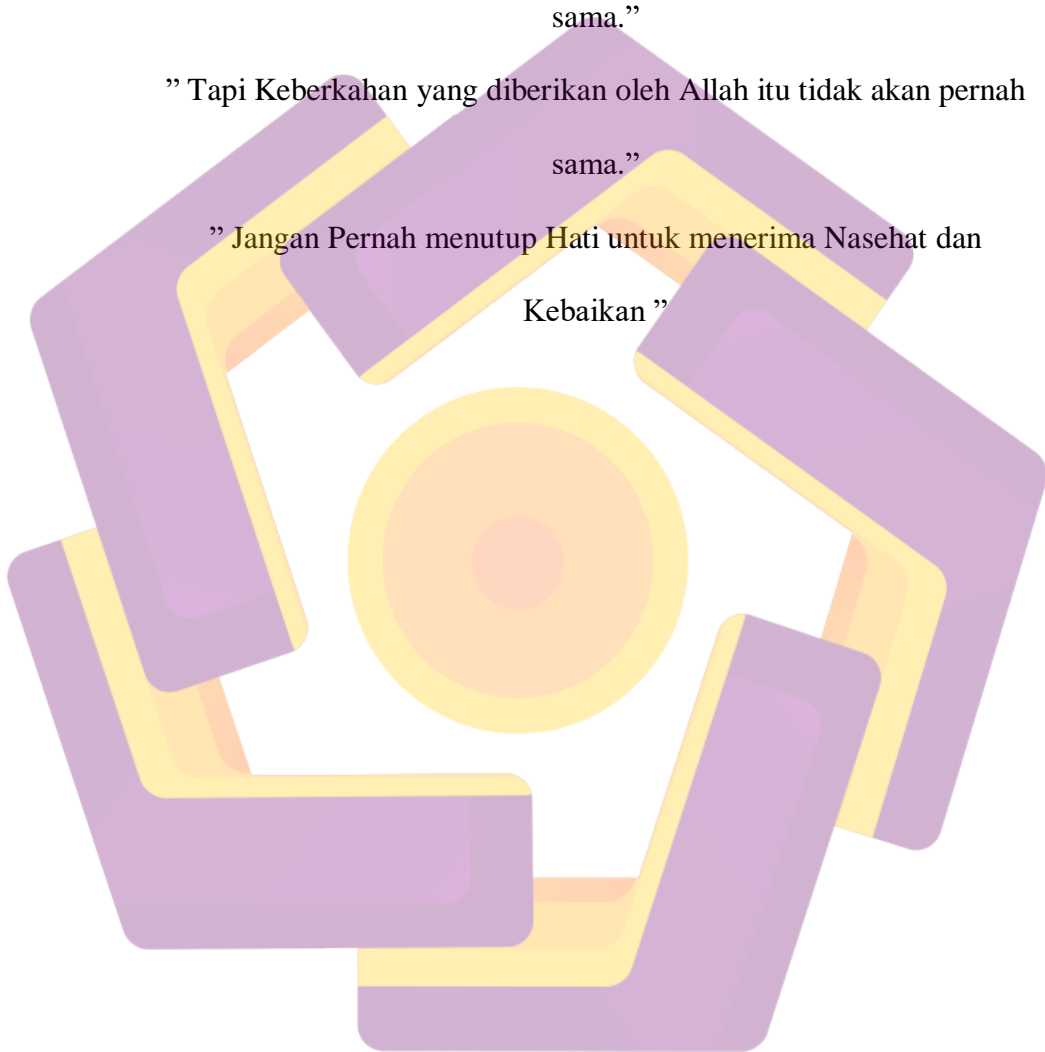 sama.”
” Tapi Keberkahan yang diberikan oleh Allah itu tidak akan pernah
sama.”
” Jangan Pernah menutup Hati untuk menerima Nasehat dan
Kebaikan ”